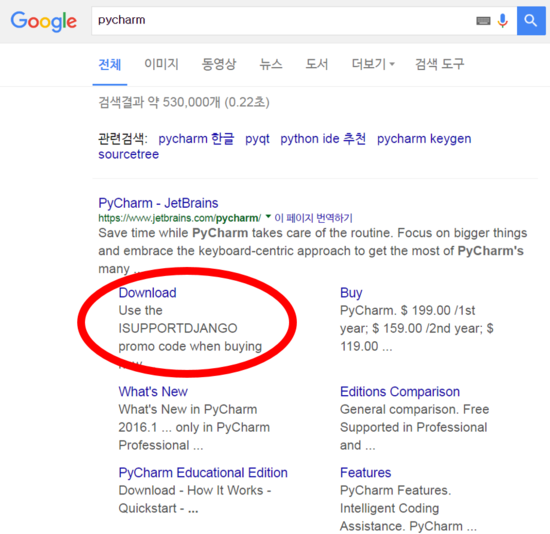 Google pycharm
전체 이미지 동영상 뉴스 도서 더보기 검색 도구
검색결과 약 530,000개 (0.22초)
관련검색: pycharm 한글 pyqt python ide 추천 pycharm keygen
sourcetree
PyCharm - JetBrains
https://www.jetbrains.com/pycharm/ 이 페이지 번역하기
Save time while PyCharm takes care of the routine. Focus on bigger things
and embrace the keyboard-centric approach to get the most of PyCharm's
many ...
Download
Use the
ISUPPORTDJANGO
promo code when buying
Buy
PyCharm. $ 199.00 /1st
year; $ 159.00 /2nd year; $
119.00 ...
What's New
What's New in PyCharm
2016.1 ... only in PyCharm
Professional ...
Editions Comparison
General comparison. Free
Supported in Professional
and ...
PyCharm Educational Edition
Download - How It Works -
Quickstart - ...
Features
PyCharm Features.
Intelligent Coding
Assistance. PyCharm ...